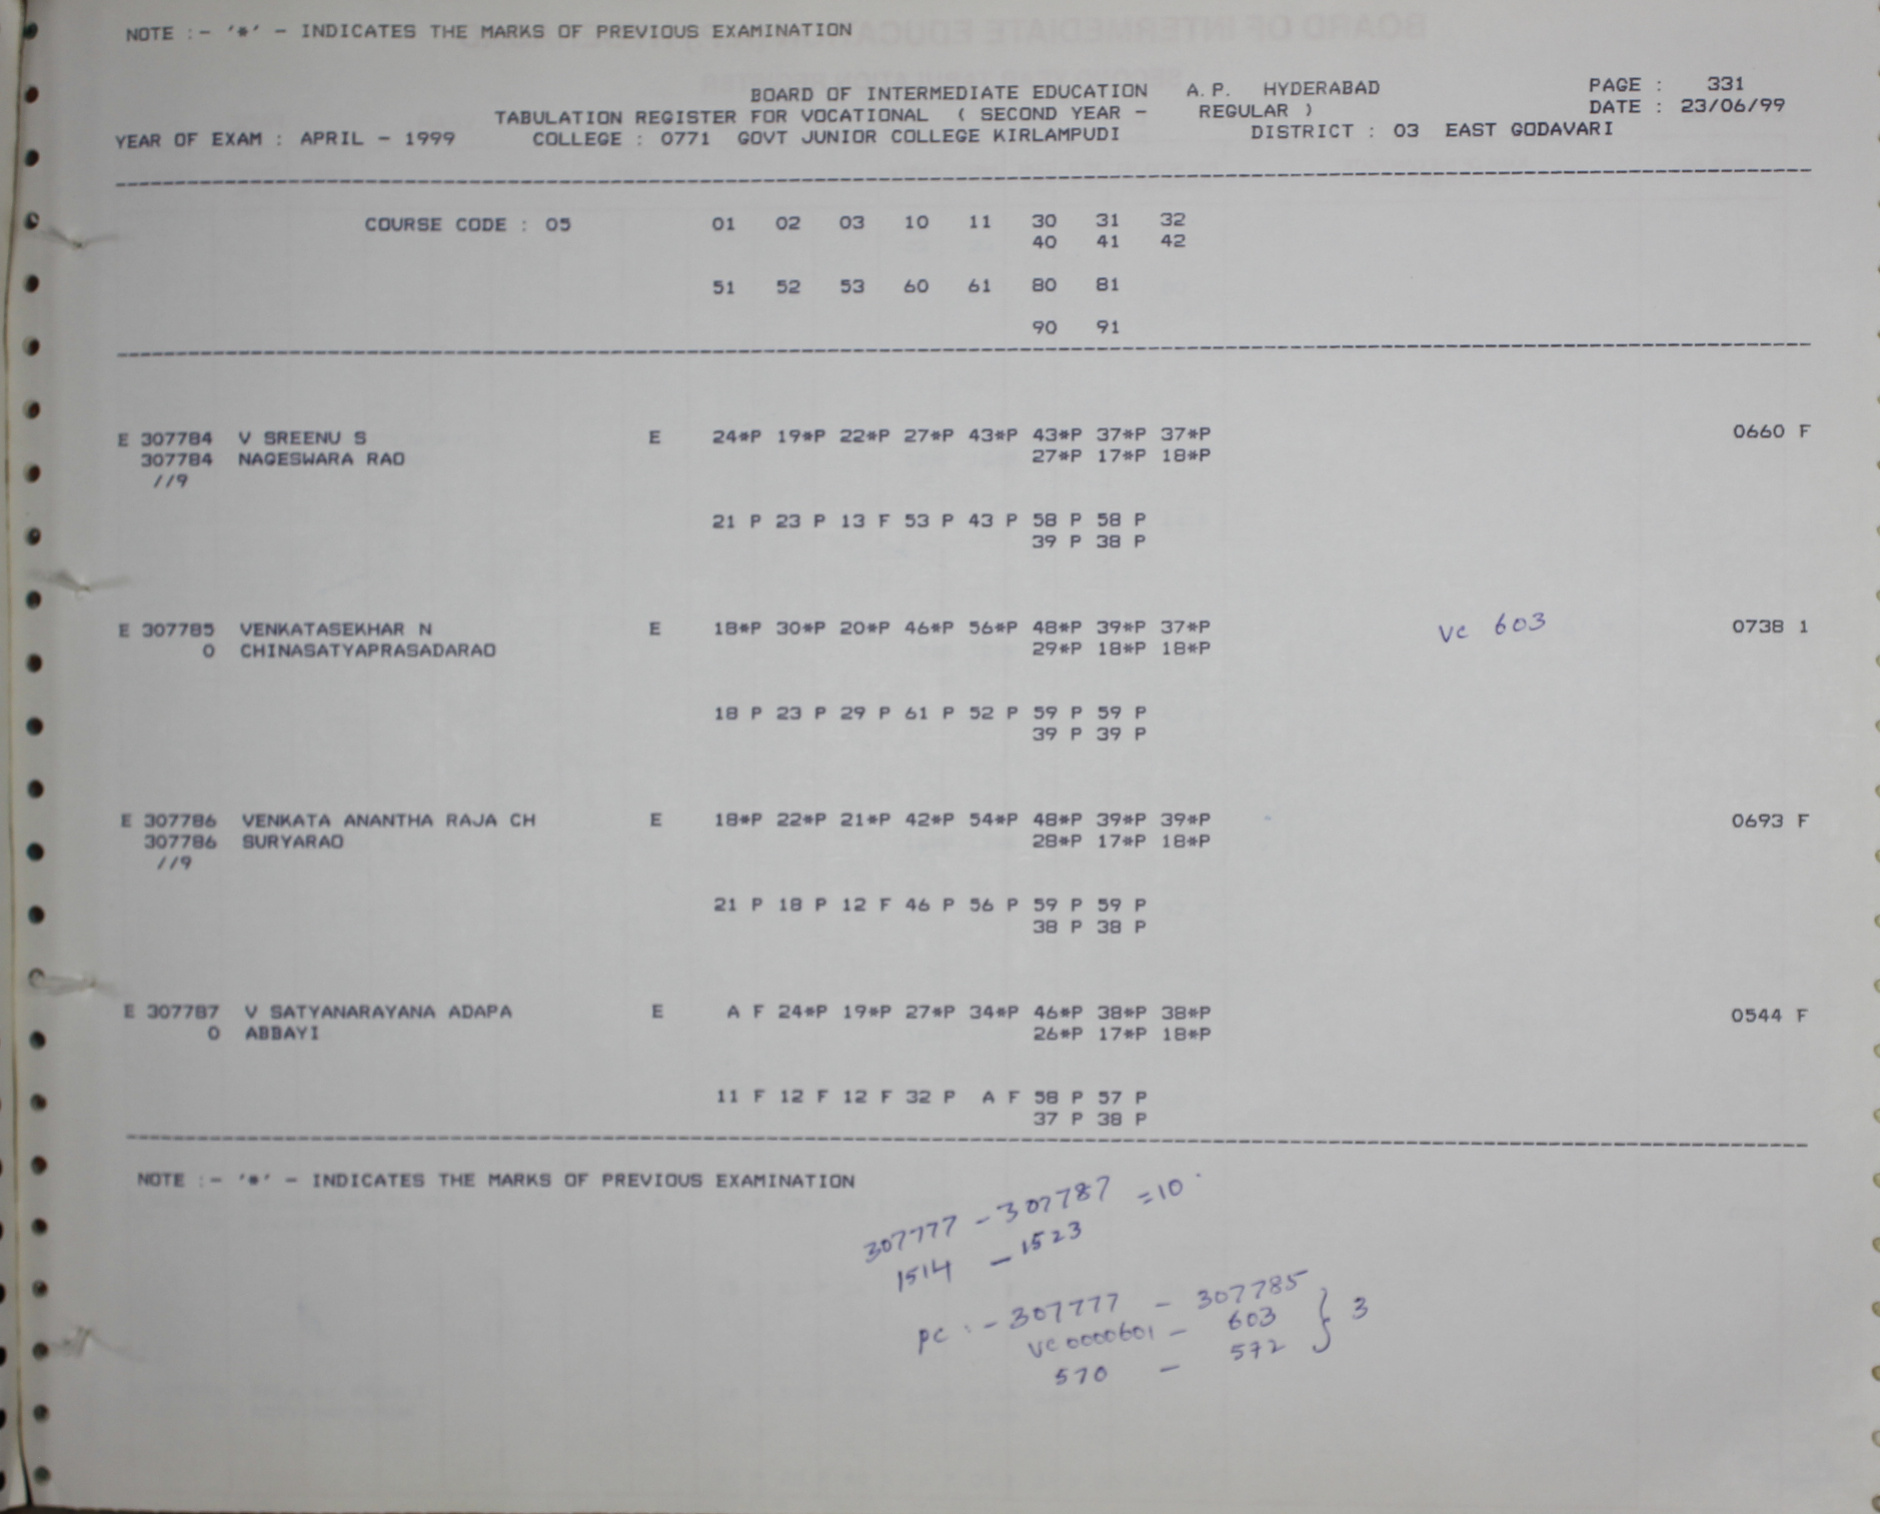 NOTE :- '*' - INDICATES THE MARKS OF PREVIOUS EXAMINATION
BOARD OF INTERMEDIATE EDUCATION A.P. HYDERABAD PAGE : 331
TABULATION REGISTER FOR VOCATIONAL ( SECOND YEAR - REGULAR ) DATE : 23/06/99
YEAR OF EXAM : APRIL - 1999 COLLEGE : 0771 GOVT JUNIOR COLLEGE KIRLAMPUDI DISTRICT : 03 EAST GODAVARI
COURSE CODE : 05 01 02 03 10 11 30 31 32
40 41 42
51 52 53 60 61 80 81
90 91
E 307784 V SREENU S E 24*P 19*P 22*P 27*P 43*P 43*P 37*P 37*P 0660 F
307784 NAGESWARA RAO 27*P 17*P 18*P
//9
21 P 23 P 13 F 53 P 43 P 58 P 58 P
39 P 38 P
E 307785 VENKATASEKHAR N E 18*P 30*P 20*P 46*P 56*P 48*P 39*P 37*P VC 603 0738 1
0 CHINASATYAPRASADARAO 29*P 18*P 18*P
18 P 23 P 29 P 61 P 52 P 59 P 59 P
39 P 39 P
E 307786 VENKATA ANANTHA RAJA CH E 18*P 22*P 21*P 42*P 54*P 48*P 39*P 39*P 0693 F
307786 SURYARAO 28*P 17*P 18*P
//9
21 P 18 P 12 F 46 P 56 P 59 P 59 P
38 P 38 P
E 307787 V SATYANARAYANA ADAPA E A F 24*P 19*P 27*P 34*P 46*P 38*P 38*P 0544 F
0 ABBAYI 26*P 17*P 18*P
11 F 12 F 12 F 32 P A F 58 P 57 P
37 P 38 P
NOTE :- '*' - INDICATES THE MARKS OF PREVIOUS EXAMINATION
307777 - 307787 =10
1514 - 1523
PC :- 307777 - 307785
VC 0000601 - 603 } 3
570 - 572